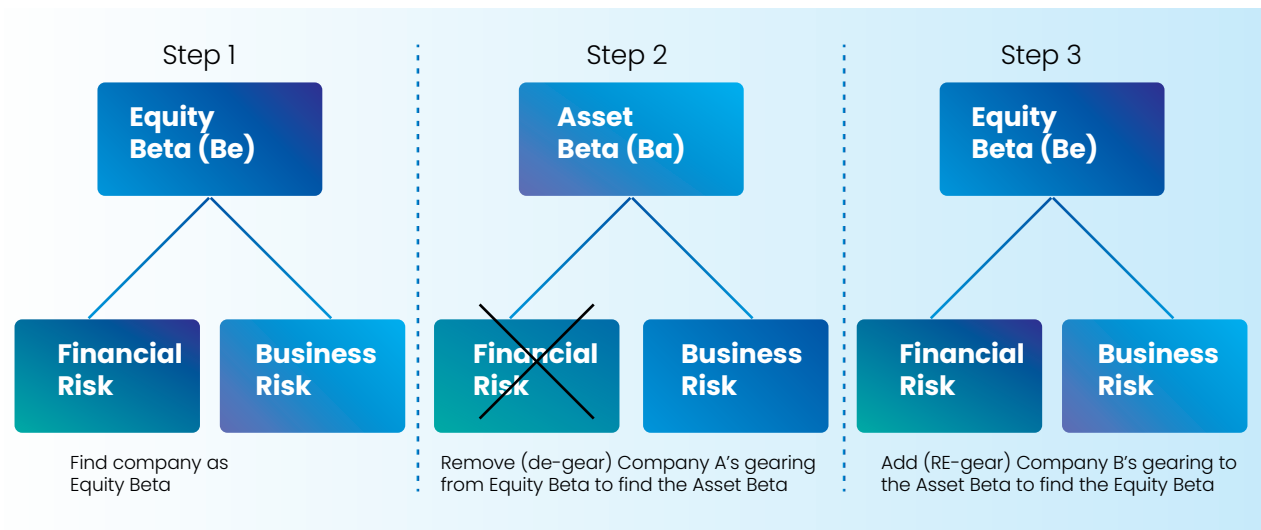 Step 1
Equity
Beta (Be)
Financial
Risk
Business
Risk
Find company as
Equity Beta
Step 2
Asset
Beta (Ba)
Financial
Risk
Business
Risk
Remove (de-gear) Company A's gearing
from Equity Beta to find the Asset Beta
Step 3
Equity
Beta (Be)
Financial
Risk
Business
Risk
Add (RE-gear) Company B's gearing to
the Asset Beta to find the Equity Beta